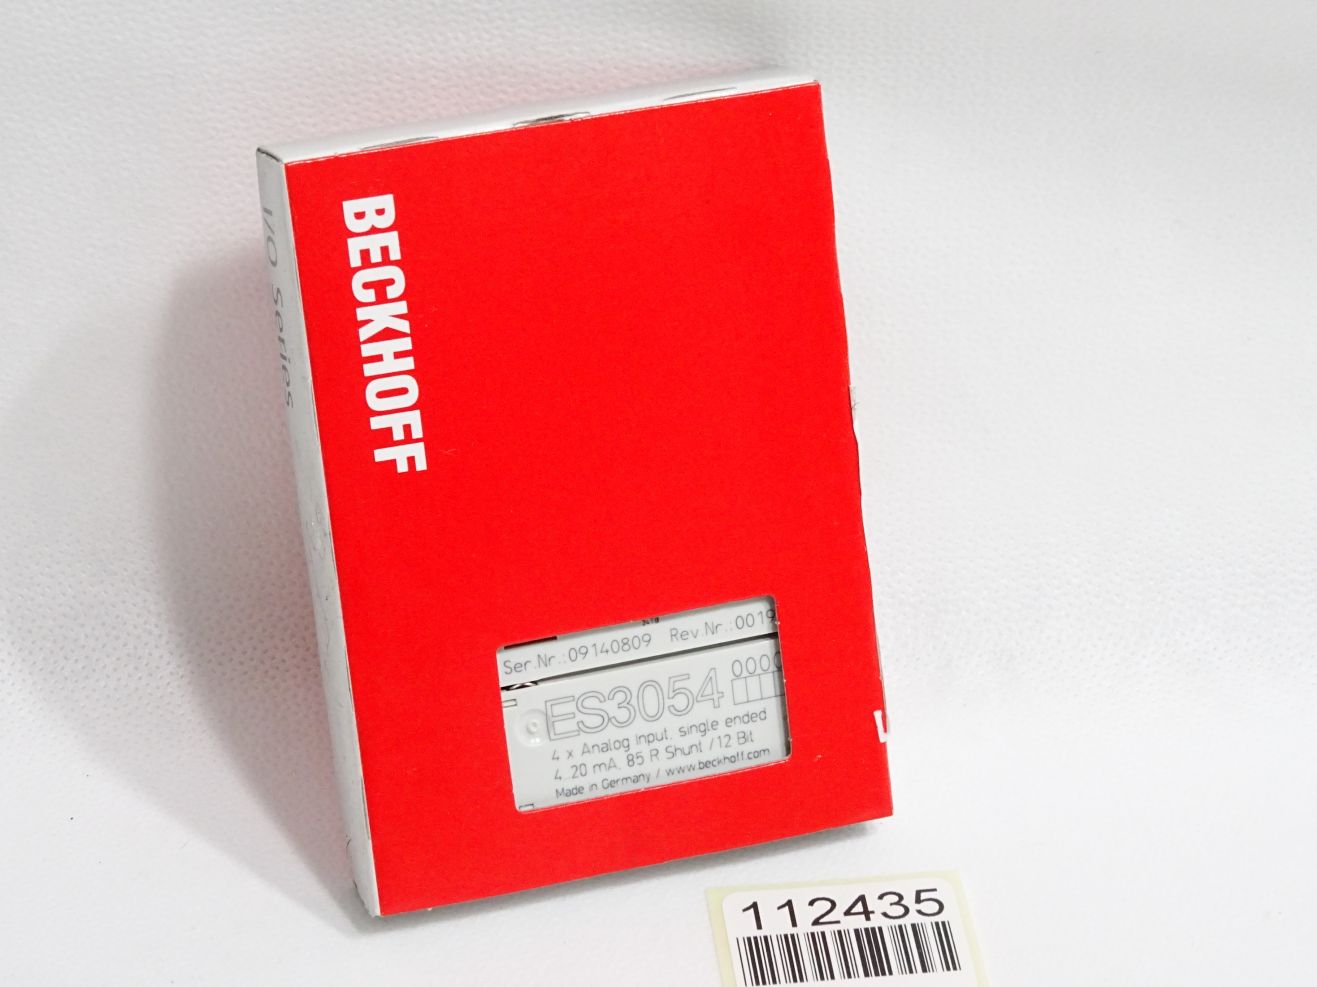 BECKHOFF
I/O Series
Ser.Nr.:09140809 Rev.Nr.:0019
ES3054
4 x Analog Input, single ended
4..20 mA, 85 R Shunt / 12 Bit
Made in Germany / www.beckhoff.com
112435